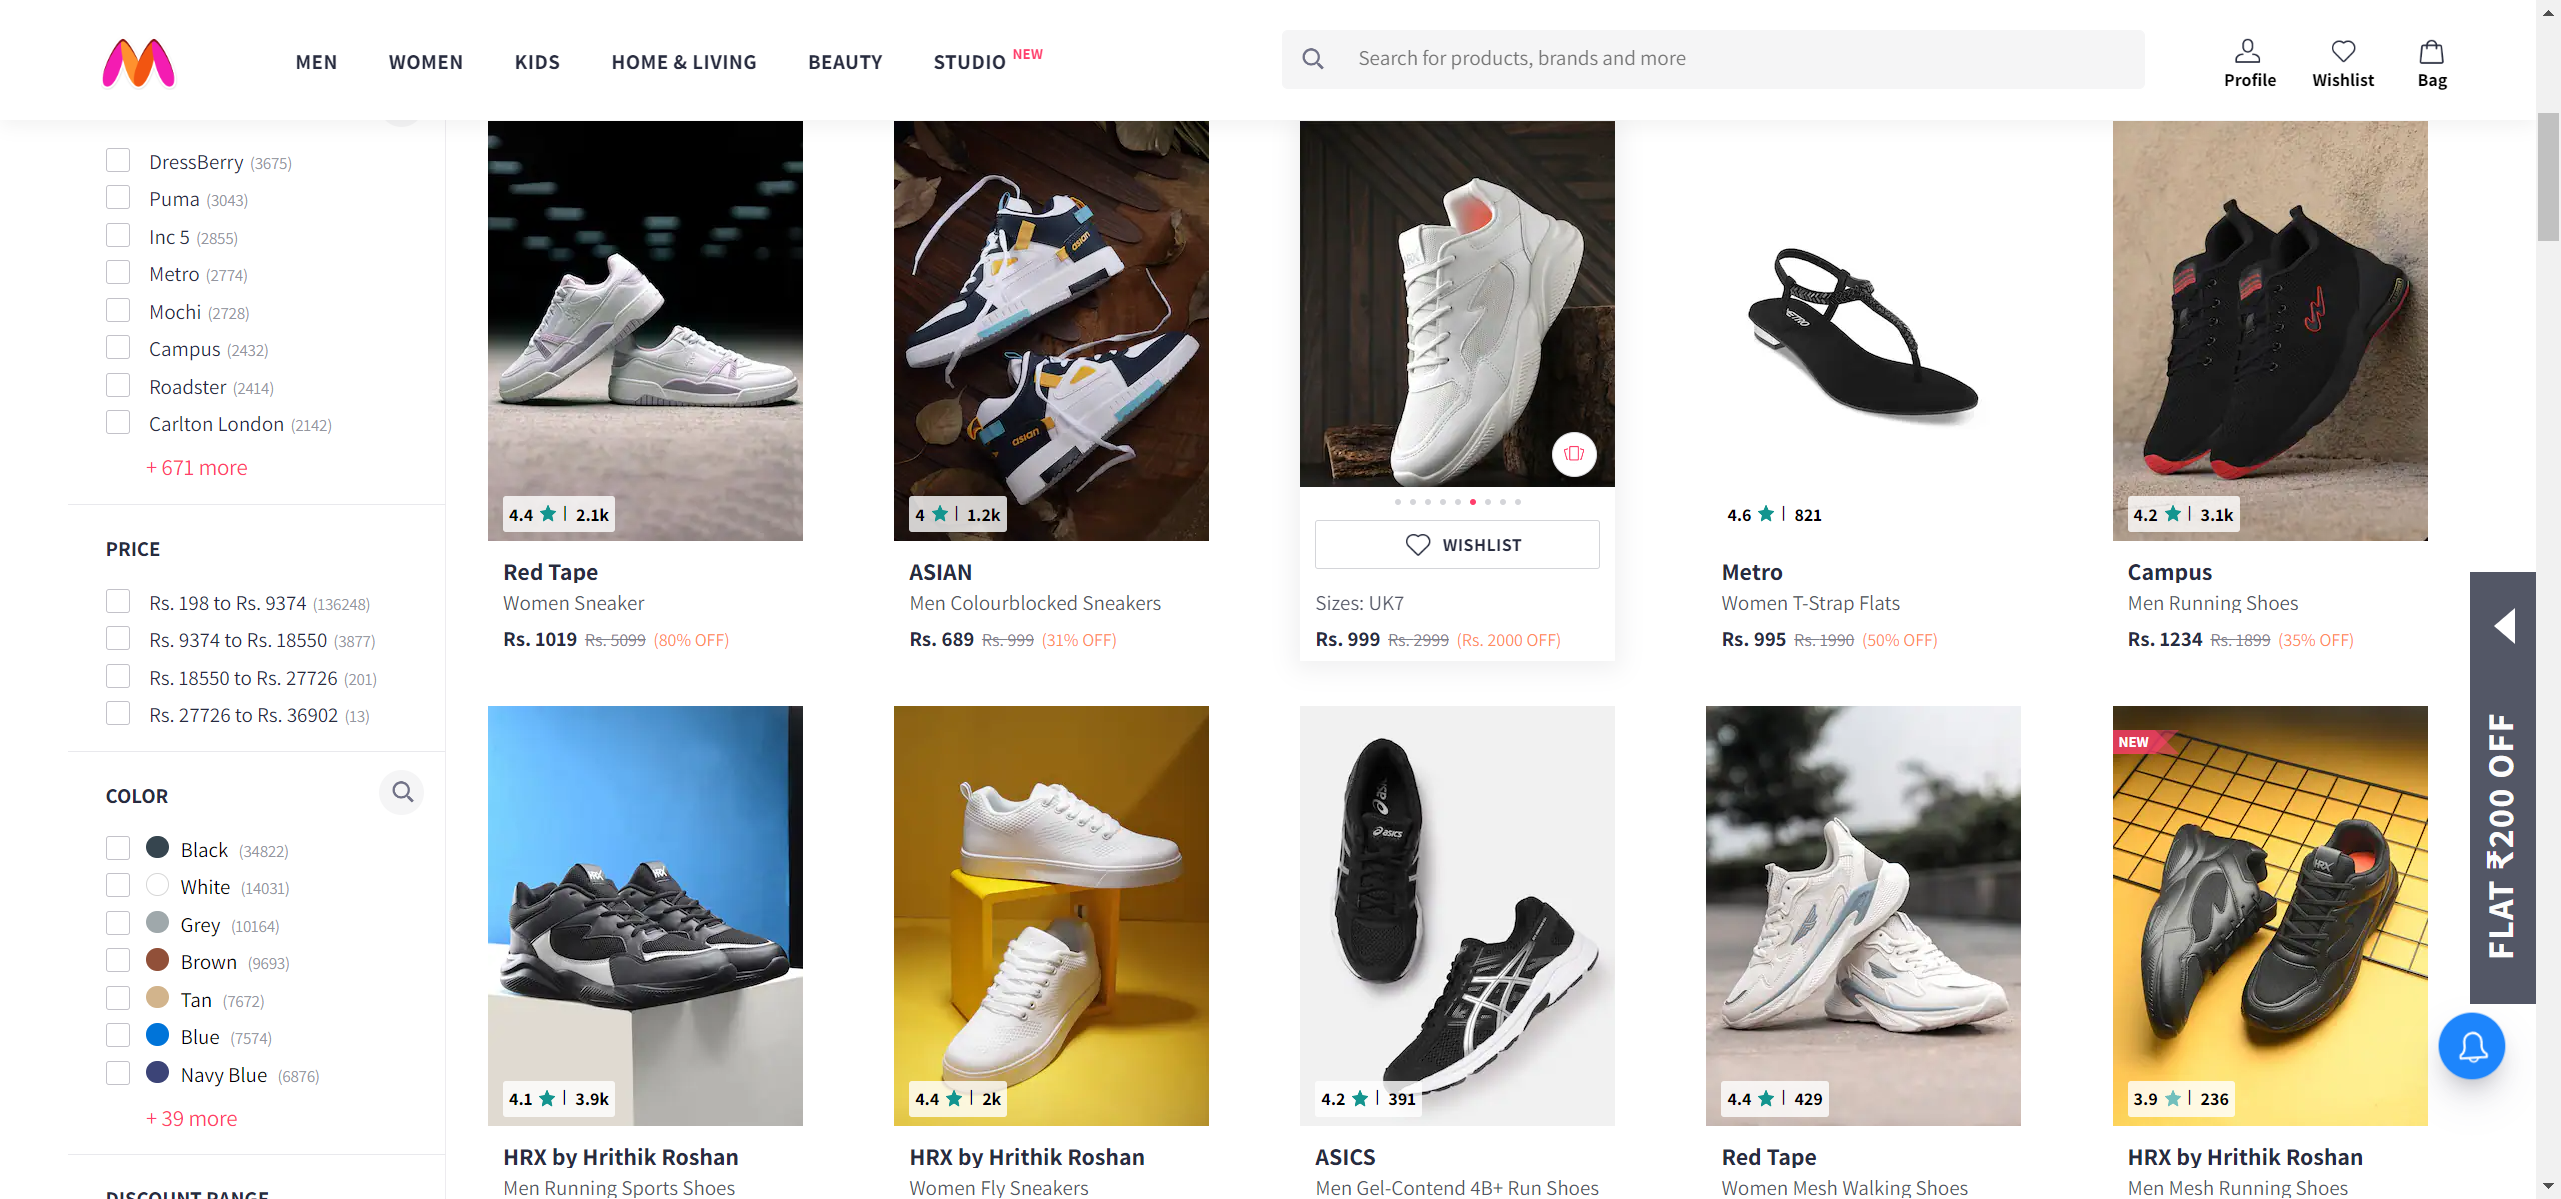 MEN WOMEN KIDS HOME & LIVING BEAUTY STUDIO NEW
Search for products, brands and more
Profile Wishlist Bag
DressBerry (3675)
Puma (3043)
Inc 5 (2855)
Metro (2774)
Mochi (2728)
Campus (2432)
Roadster (2414)
Carlton London (2142)
+ 671 more
PRICE
Rs. 198 to Rs. 9374 (136248)
Rs. 9374 to Rs. 18550 (3877)
Rs. 18550 to Rs. 27726 (201)
Rs. 27726 to Rs. 36902 (13)
COLOR
Black (34822)
White (14031)
Grey (10164)
Brown (9693)
Tan (7672)
Blue (7574)
Navy Blue (6876)
+ 39 more
DISCOUNT RANGE
4.4 | 2.1k
Red Tape
Women Sneaker
Rs. 1019 Rs. 5099 (80% OFF)
asian
asian
4 | 1.2k
ASIAN
Men Colourblocked Sneakers
Rs. 689 Rs. 999 (31% OFF)
HRX
WISHLIST
Sizes: UK7
Rs. 999 Rs. 2999 (Rs. 2000 OFF)
METRO
4.6 | 821
Metro
Women T-Strap Flats
Rs. 995 Rs. 1990 (50% OFF)
4.2 | 3.1k
Campus
Men Running Shoes
Rs. 1234 Rs. 1899 (35% OFF)
HRX
HRX
4.1 | 3.9k
HRX by Hrithik Roshan
Men Running Sports Shoes
4.4 | 2k
HRX by Hrithik Roshan
Women Fly Sneakers
asics
asics
4.2 | 391
ASICS
Men Gel-Contend 4B+ Run Shoes
4.4 | 429
Red Tape
Women Mesh Walking Shoes
NEW
HRX
3.9 | 236
HRX by Hrithik Roshan
Men Mesh Running Shoes
FLAT ₹200 OFF